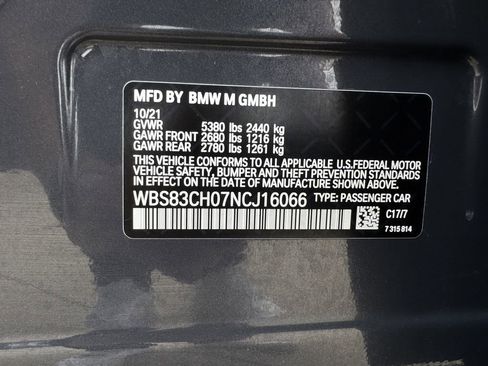 MFD BY BMW M GMBH
10/21
GVWR 5380 lbs 2440 kg
GAWR FRONT 2680 lbs 1216 kg
GAWR REAR 2780 lbs 1261 kg
THIS VEHICLE CONFORMS TO ALL APPLICABLE U.S.FEDERAL MOTOR
VEHICLE SAFETY, BUMPER AND THEFT PREVENTION STANDARDS
IN EFFECT ON THE DATE OF MANUFACTURE SHOWN ABOVE.
WBS83CH07NCJ16066 TYPE: PASSENGER CAR
C17/7
7 315 814